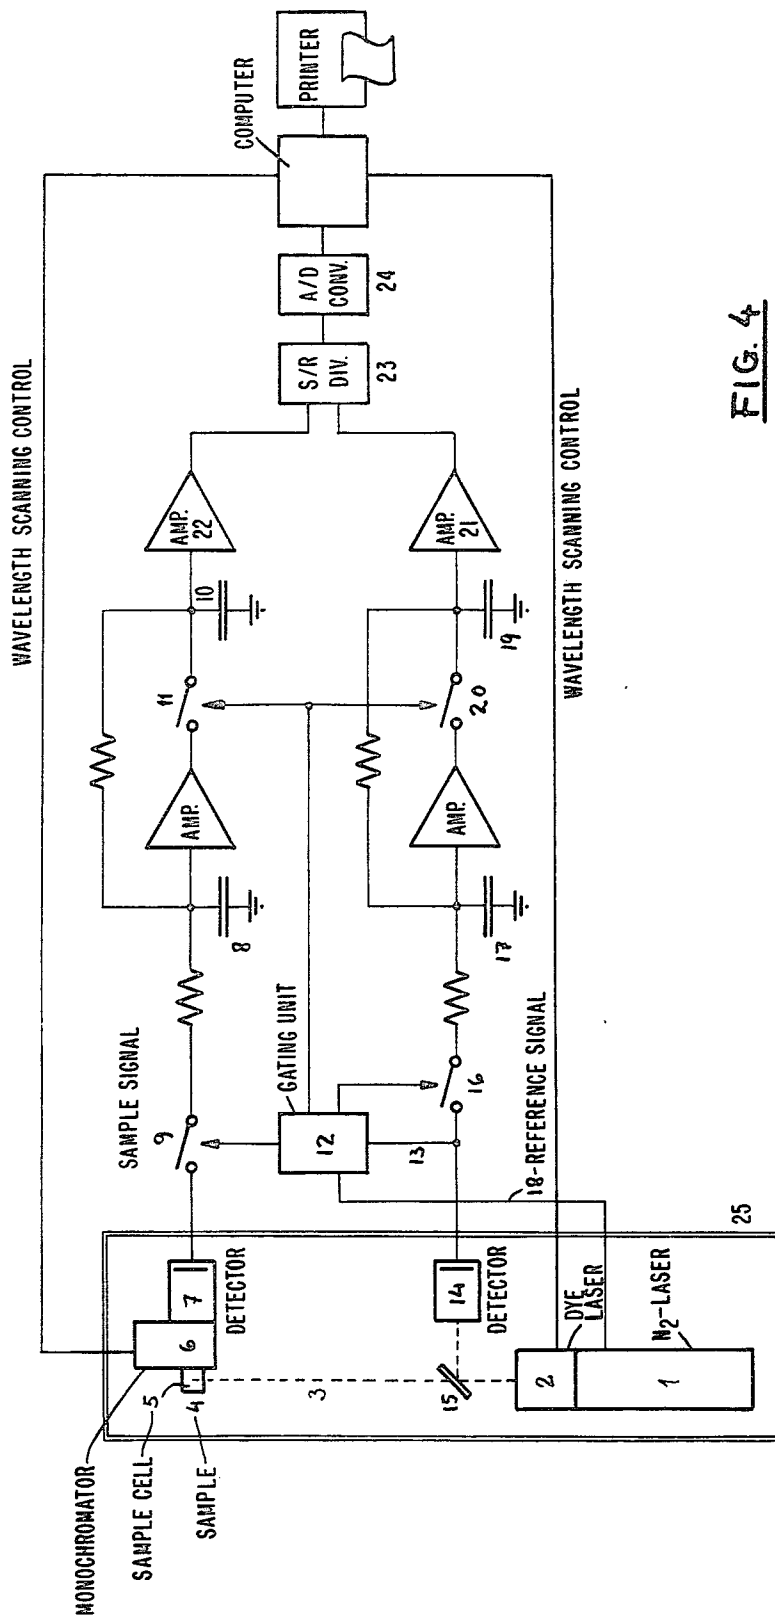 WAVELENGTH SCANNING CONTROL
COMPUTER
PRINTER
MONOCHROMATOR
SAMPLE CELL
SAMPLE
5
4
6
7
DETECTOR
SAMPLE SIGNAL
9
8
AMP.
11
10
AMP.
22
S/R
DIV.
23
A/D
CONV.
24
3
GATING UNIT
12
13
15
14
DETECTOR
16
17
AMP.
20
19
AMP.
21
18-REFERENCE SIGNAL
WAVELENGTH SCANNING CONTROL
2
1
DYE
LASER
N2-LASER
25
FIG. 4